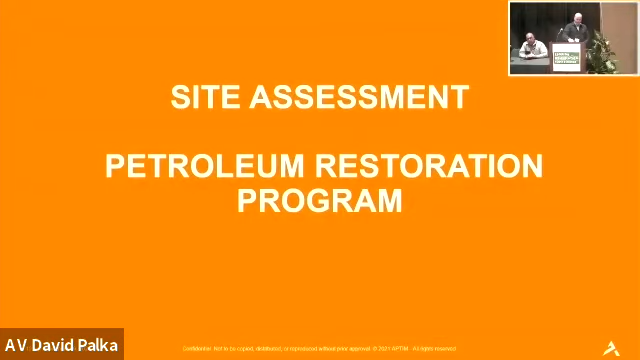 SITE ASSESSMENT
PETROLEUM RESTORATION
PROGRAM
AV David Palka
Confidential. Not to be copied, distributed, or reproduced without prior approval. © 2021 APTIM - All rights reserved.